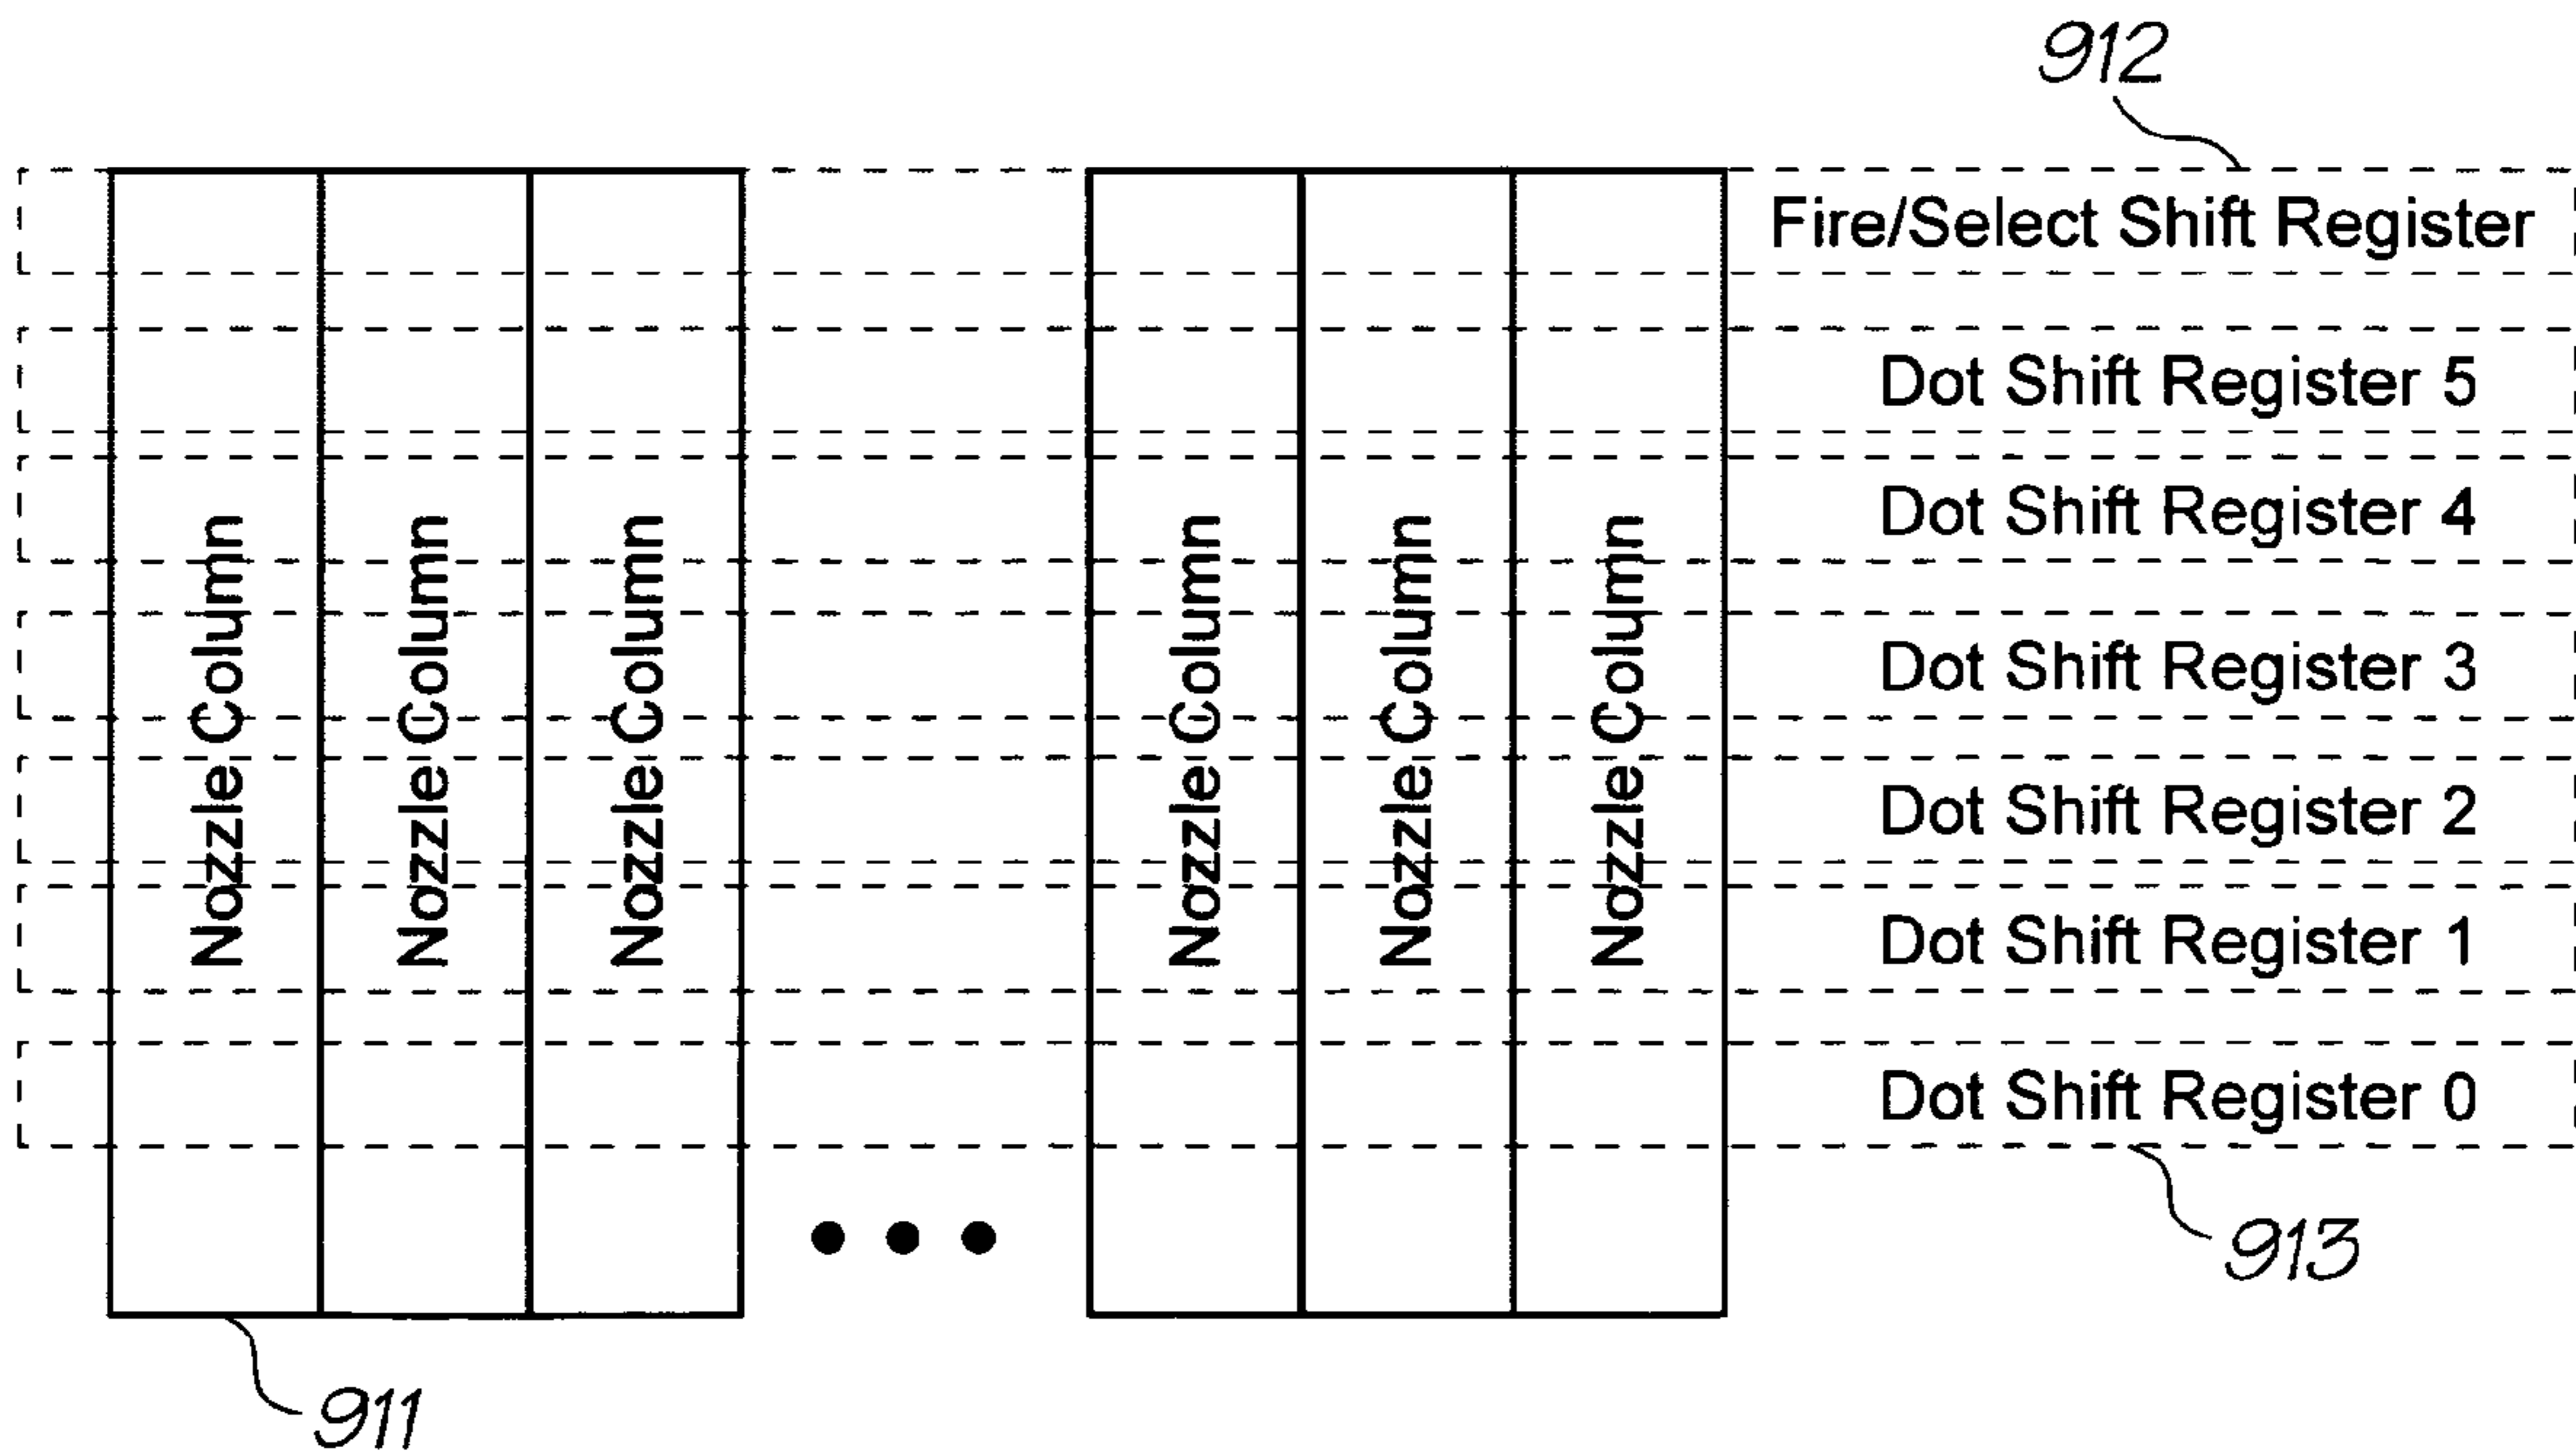 912
Fire/Select Shift Register
Dot Shift Register 5
Dot Shift Register 4
Dot Shift Register 3
Dot Shift Register 2
Dot Shift Register 1
Dot Shift Register 0
Nozzle Column
Nozzle Column
Nozzle Column
Nozzle Column
Nozzle Column
Nozzle Column
913
911